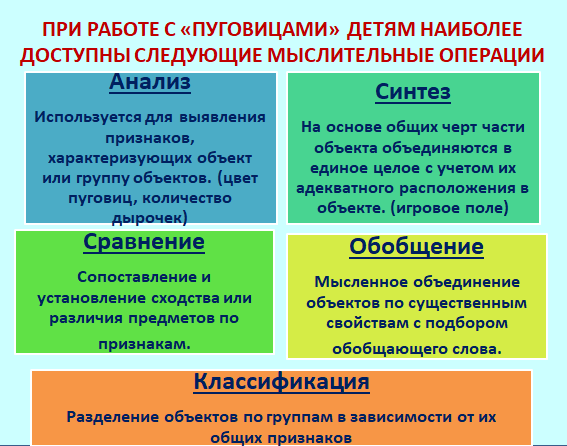 ПРИ РАБОТЕ С «ПУГОВИЦАМИ» ДЕТЯМ НАИБОЛЕЕ
ДОСТУПНЫ СЛЕДУЮЩИЕ МЫСЛИТЕЛЬНЫЕ ОПЕРАЦИИ
Анализ
Используется для выявления
признаков,
характеризующих объект
или группу объектов. (цвет
пуговиц, количество
дырочек)
Синтез
На основе общих черт части
объекта объединяются в
единое целое с учетом их
адекватного расположения в
объекте. (игровое поле)
Сравнение
Сопоставление и
установление сходства или
различия предметов по
признакам.
Обобщение
Мысленное объединение
объектов по существенным
свойствам с подбором
обобщающего слова.
Классификация
Разделение объектов по группам в зависимости от их
общих признаков